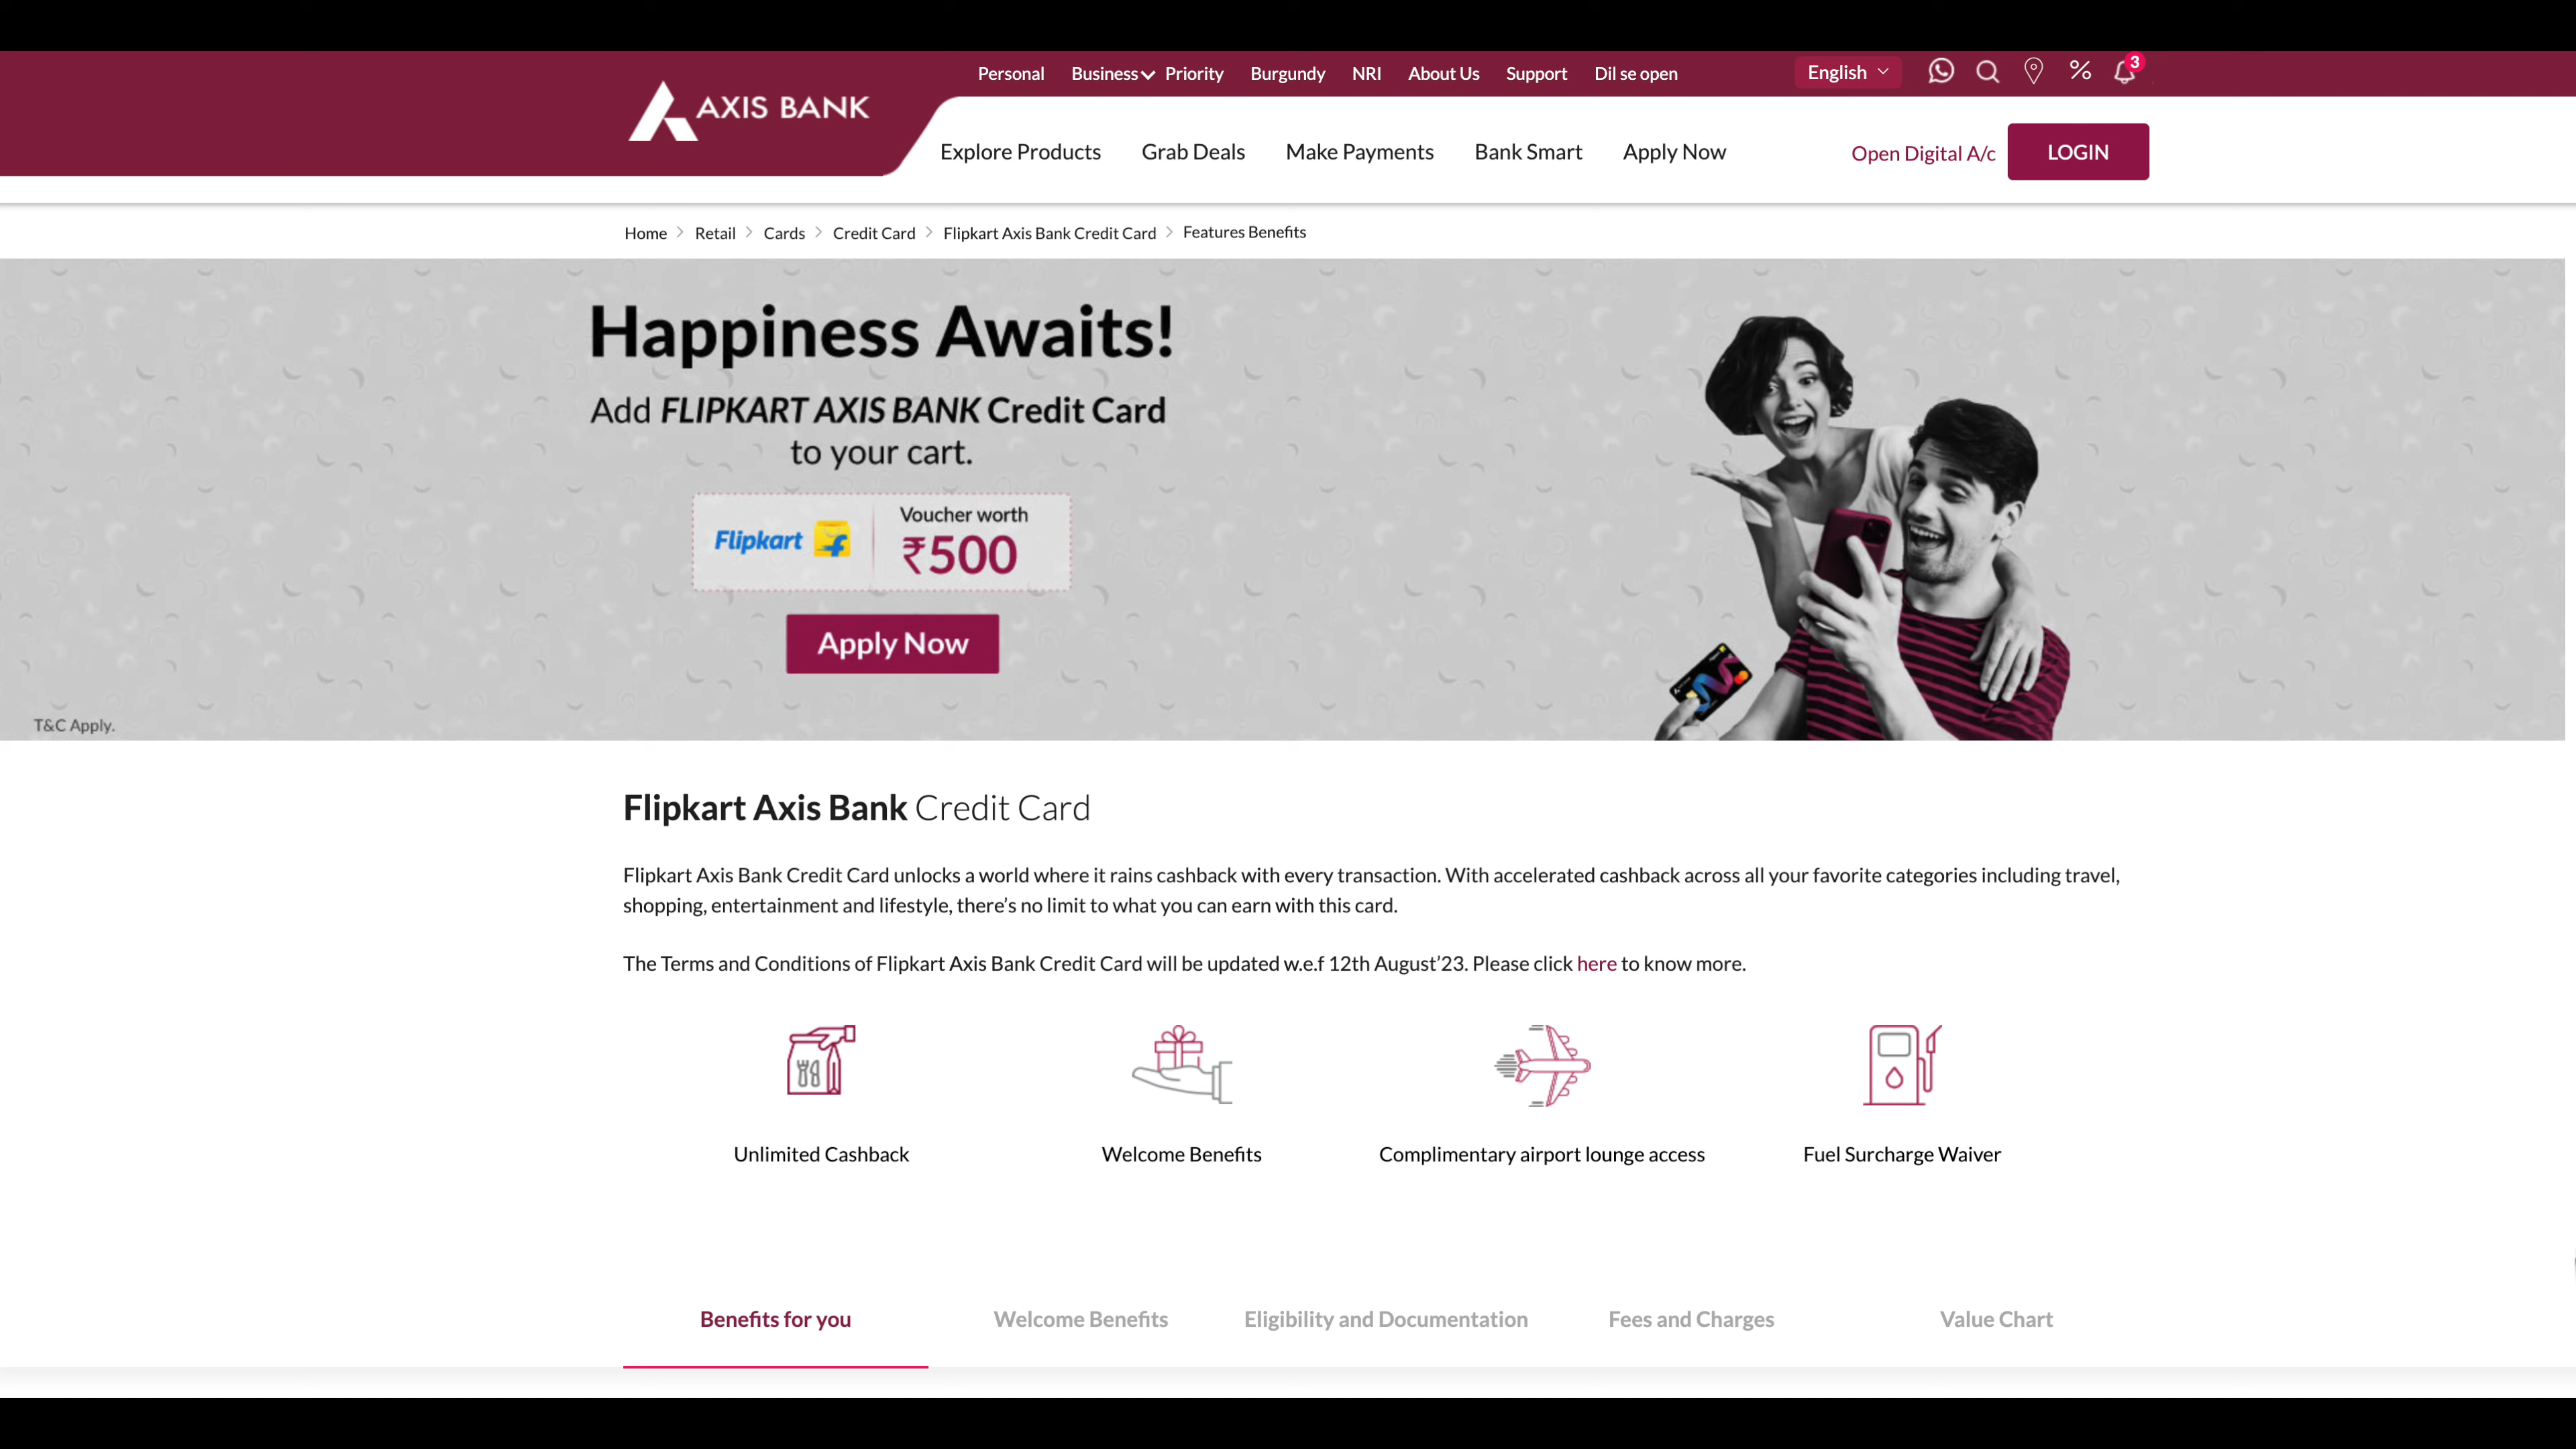 Personal Business Priority Burgundy NRI About Us Support Dil se open English 3
AXIS BANK
Explore Products Grab Deals Make Payments Bank Smart Apply Now Open Digital A/c LOGIN
Home > Retail > Cards > Credit Card > Flipkart Axis Bank Credit Card > Features Benefits
Happiness Awaits!
Add FLIPKART AXIS BANK Credit Card
to your cart.
Flipkart
Voucher worth
₹500
Apply Now
T&C Apply.
Flipkart Axis Bank Credit Card
Flipkart Axis Bank Credit Card unlocks a world where it rains cashback with every transaction. With accelerated cashback across all your favorite categories including travel,
shopping, entertainment and lifestyle, there’s no limit to what you can earn with this card.
The Terms and Conditions of Flipkart Axis Bank Credit Card will be updated w.e.f 12th August’23. Please click here to know more.
Unlimited Cashback Welcome Benefits Complimentary airport lounge access Fuel Surcharge Waiver
Benefits for you Welcome Benefits Eligibility and Documentation Fees and Charges Value Chart